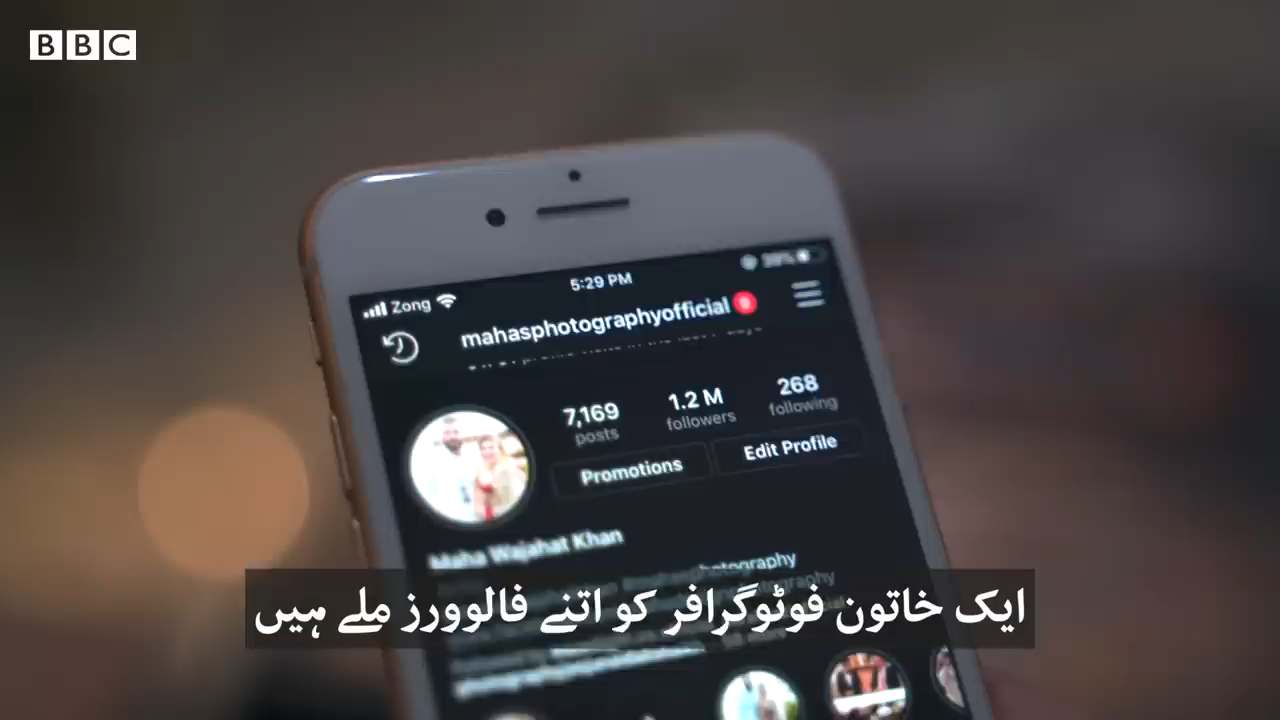 BBC
5:29 PM
Zong
mahasphotographyofficial
7,169 1.2 M 268
posts followers following
Promotions Edit Profile
Maha Wajahat Khan
ایک خاتون فوٹوگرافر کو اتنے فالوورز ملے ہیں